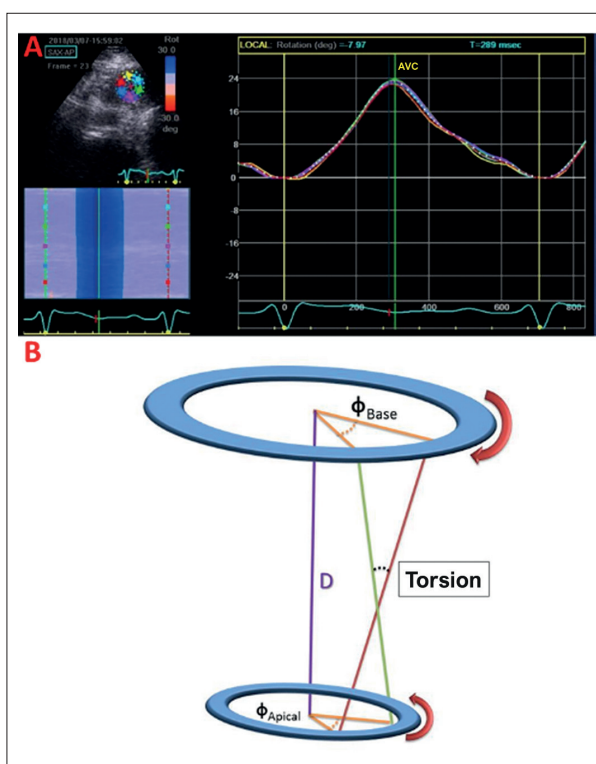 A
2018/03/07-15:59:02
SAX-AP
Frame = 23
Rot
30.0
-30.0
deg
LOCAL: Rotation (deg)=-7.97
T=289 msec
AVC
24
16
8
0
-8
-16
-24
0
200
400
600
800
B
ϕBase
D
Torsion
ϕApical